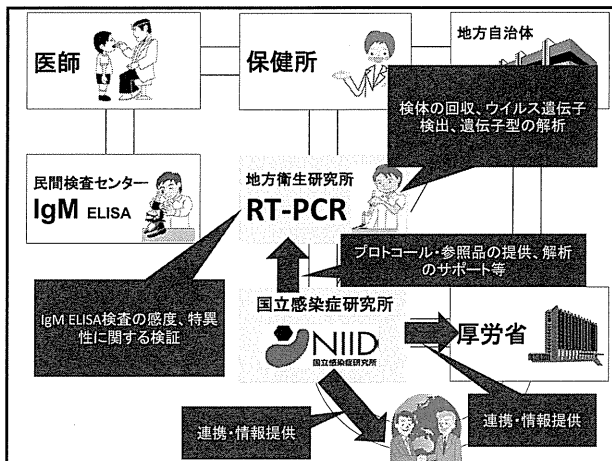 医師
保健所
地方自治体
検体の回収、ウイルス遺伝子
検出、遺伝子型の解析
民間検査センター
IgM ELISA
地方衛生研究所
RT-PCR
プロトコール・参照品の提供、解析
のサポート等
IgM ELISA検査の感度、特異
性に関する検証
国立感染症研究所
NIID
国立感染症研究所
厚労省
連携・情報提供
連携・情報提供